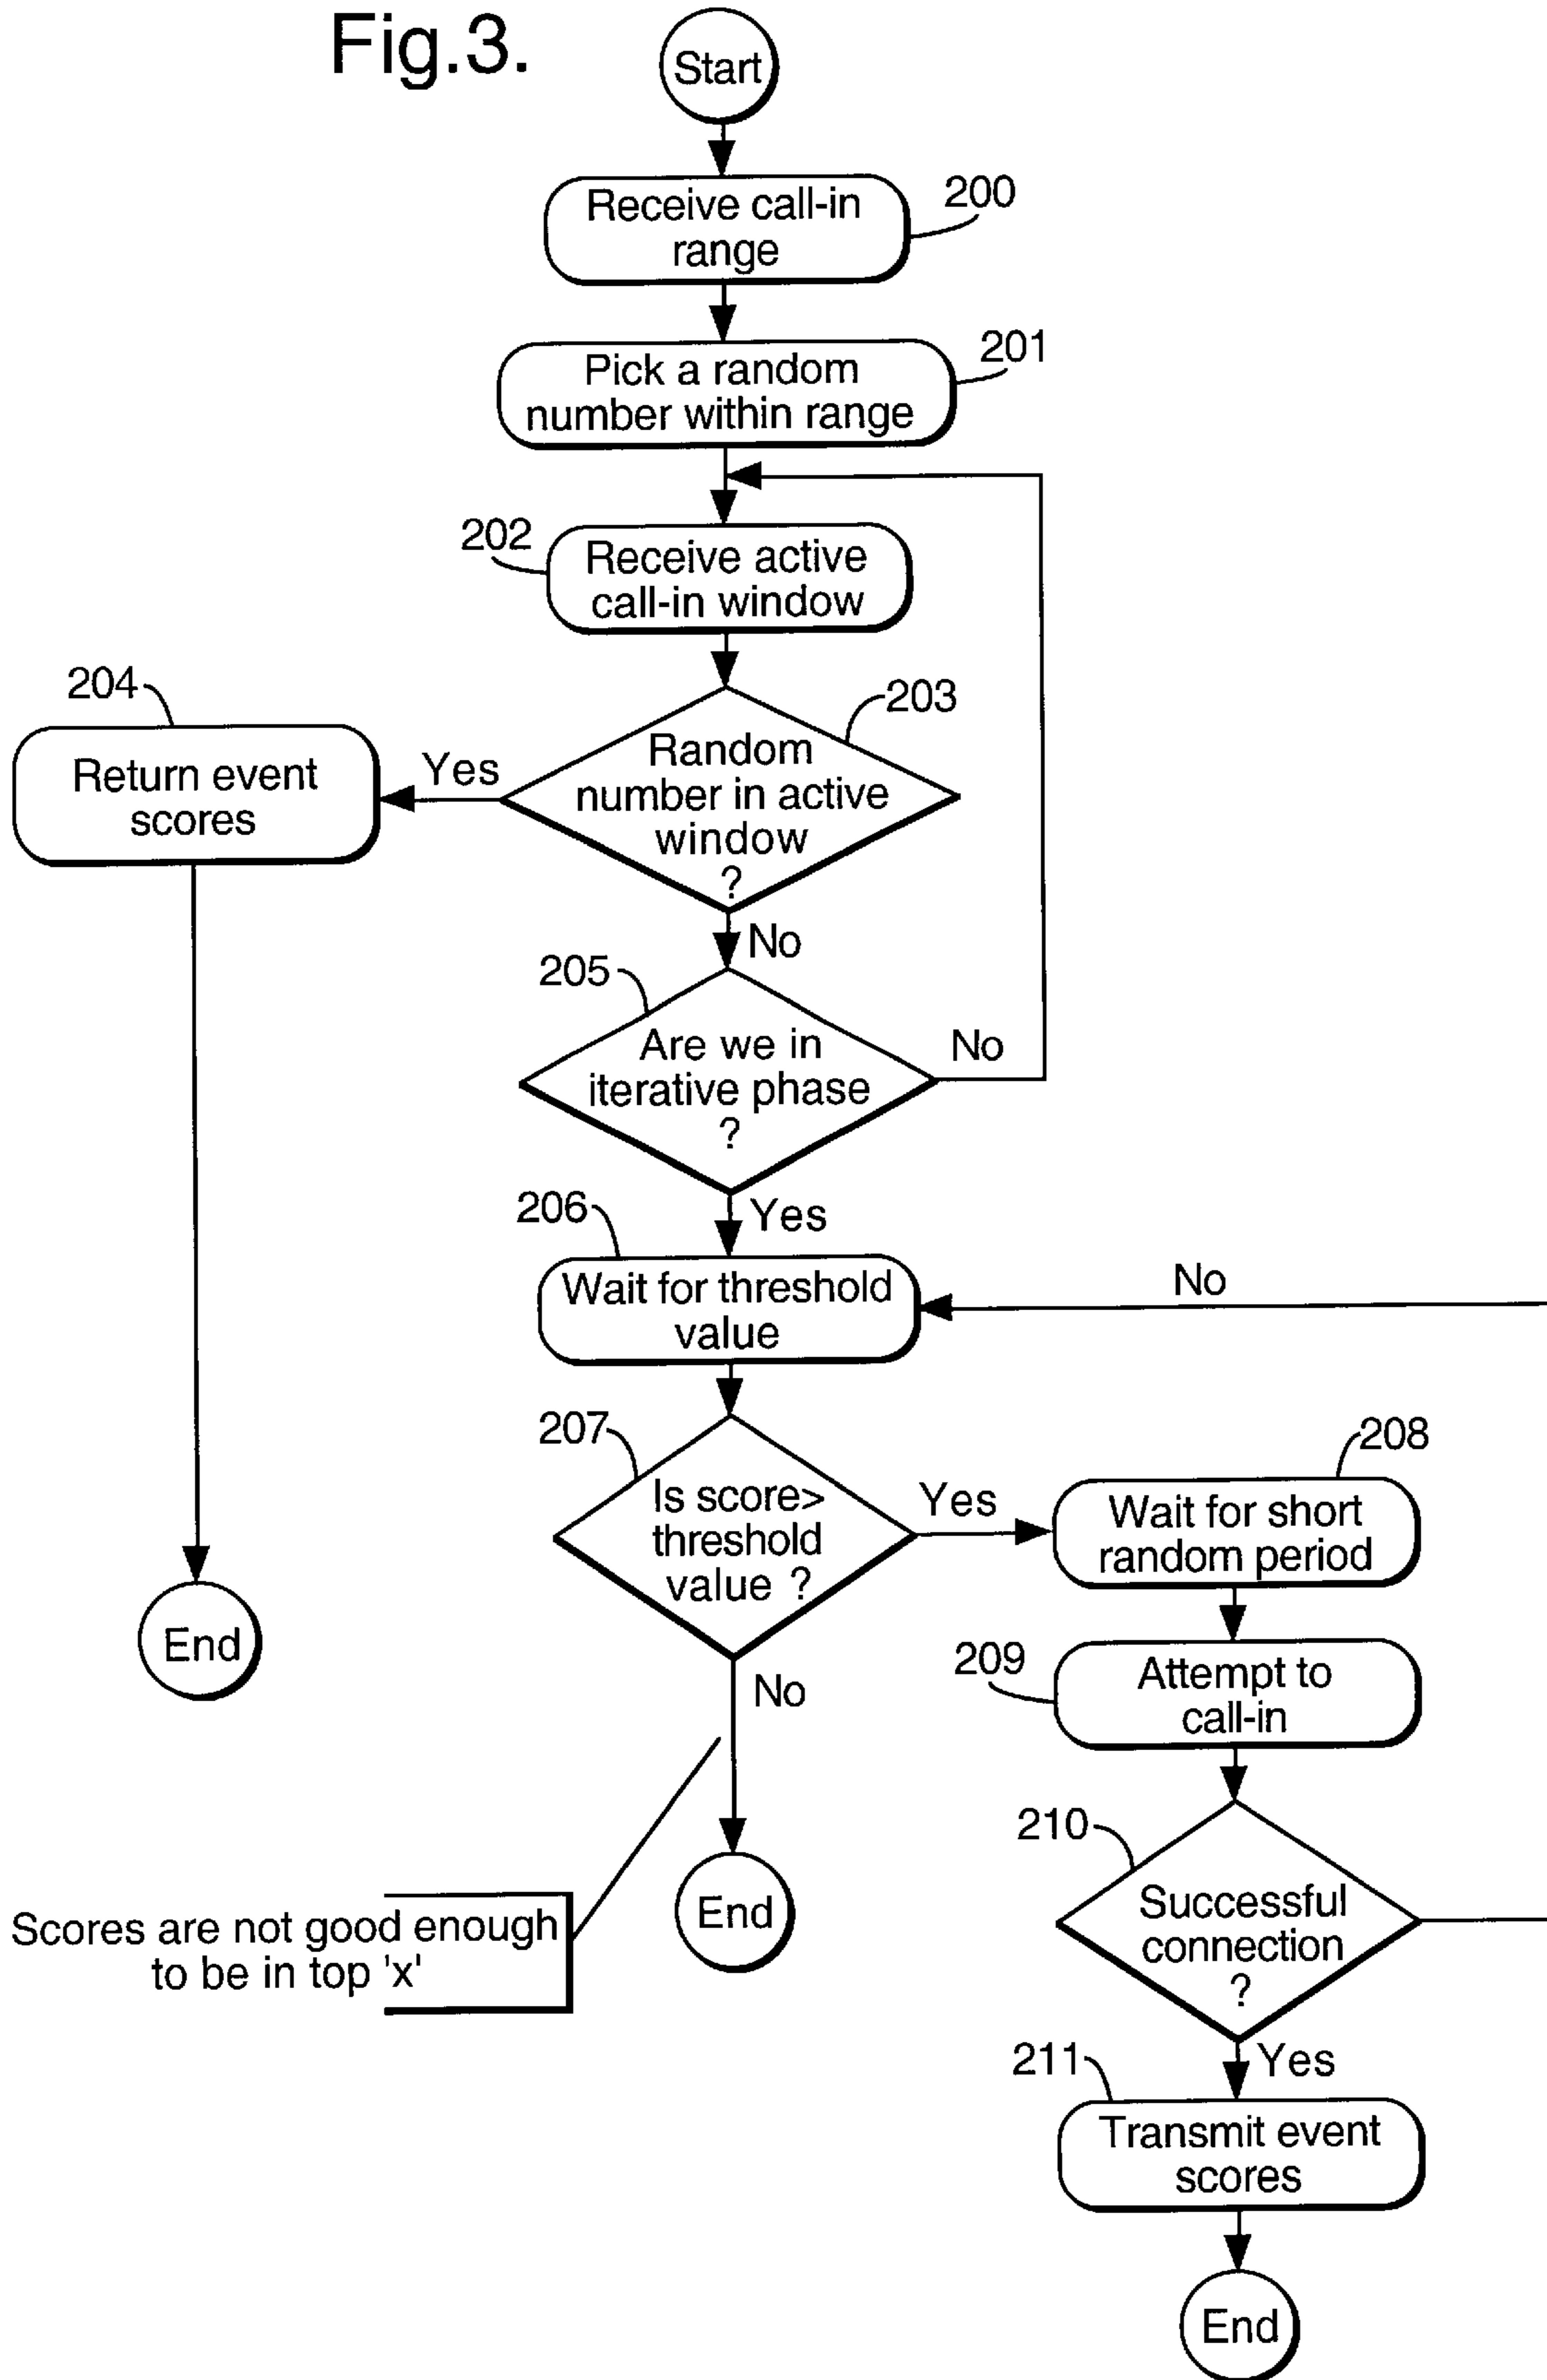 Fig.3.
Start
Receive call-in
range
200
Pick a random
number within range
201
202
Receive active
call-in window
204
203
Return event
scores
Yes
Random
number in active
window
?
No
205
Are we in
iterative phase
?
No
Yes
206
Wait for threshold
value
No
207
Is score>
threshold
value ?
Yes
208
Wait for short
random period
End
No
209
Attempt to
call-in
210
Successful
connection
?
Scores are not good enough
to be in top 'x'
End
Yes
211
Transmit event
scores
End